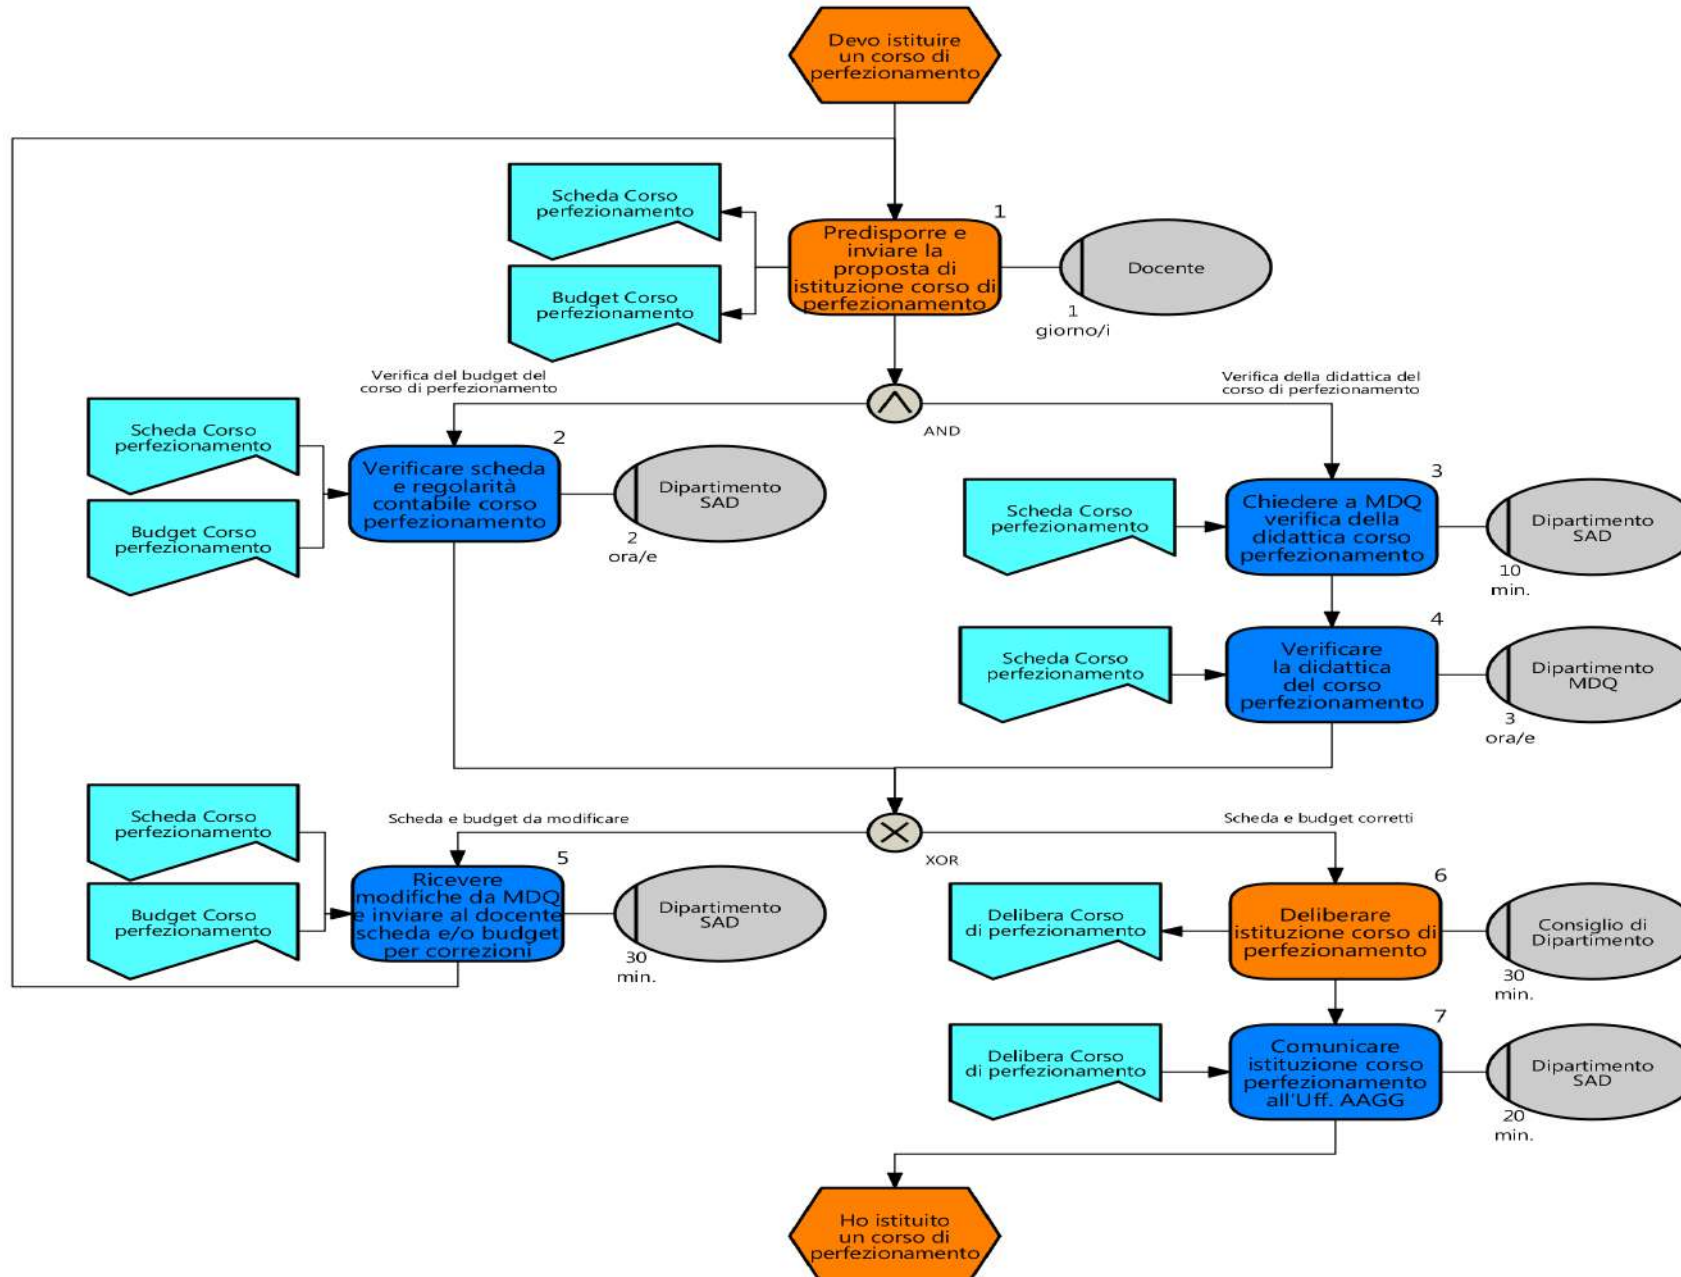 Devo istituire
un corso di
perfezionamento
Scheda Corso
perfezionamento
1
Predisporre e
inviare la
proposta di
istituzione corso di
perfezionamento
Docente
1
giorno/i
Budget Corso
perfezionamento
Verifica del budget del
corso di perfezionamento
Verifica della didattica del
corso di perfezionamento
AND
Scheda Corso
perfezionamento
Budget Corso
perfezionamento
2
Verificare scheda
e regolarità
contabile corso
perfezionamento
Dipartimento
SAD
2
ora/e
Scheda Corso
perfezionamento
3
Chiedere a MDQ
verifica della
didattica corso
perfezionamento
Dipartimento
SAD
10
min.
Scheda Corso
perfezionamento
4
Verificare
la didattica
del corso
perfezionamento
Dipartimento
MDQ
3
ora/e
Scheda e budget da modificare
Scheda e budget corretti
XOR
Scheda Corso
perfezionamento
Budget Corso
perfezionamento
5
Ricevere
modifiche da MDQ
e inviare al docente
scheda e/o budget
per correzioni
Dipartimento
SAD
30
min.
Delibera Corso
di perfezionamento
6
Deliberare
istituzione corso di
perfezionamento
Consiglio di
Dipartimento
30
min.
Delibera Corso
di perfezionamento
7
Comunicare
istituzione corso
perfezionamento
all'Uff. AAGG
Dipartimento
SAD
20
min.
Ho istituito
un corso di
perfezionamento